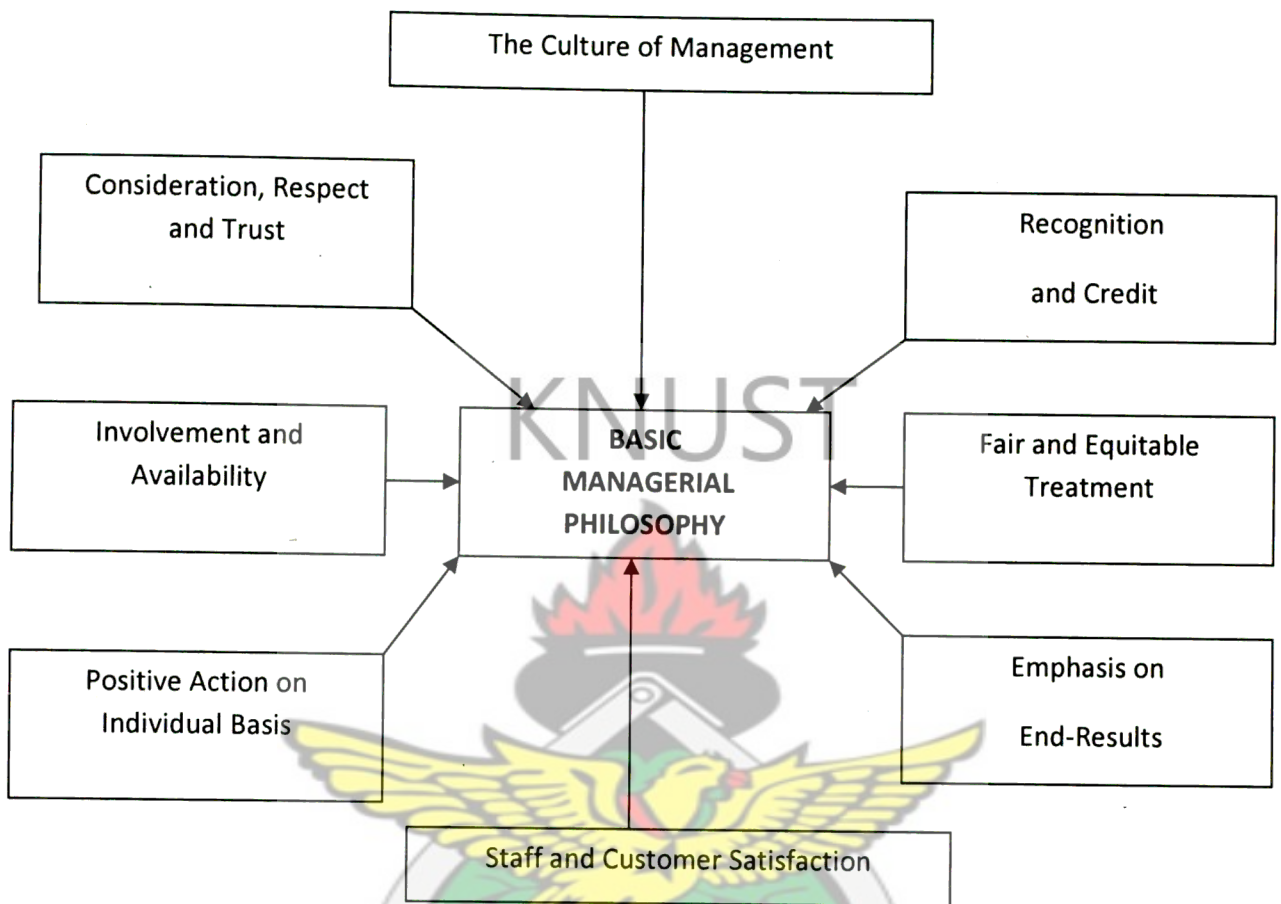 The Culture of Management
Consideration, Respect
and Trust
Recognition
and Credit
KNUST
Involvement and
Availability
BASIC
MANAGERIAL
PHILOSOPHY
Fair and Equitable
Treatment
Positive Action on
Individual Basis
Emphasis on
End-Results
Staff and Customer Satisfaction